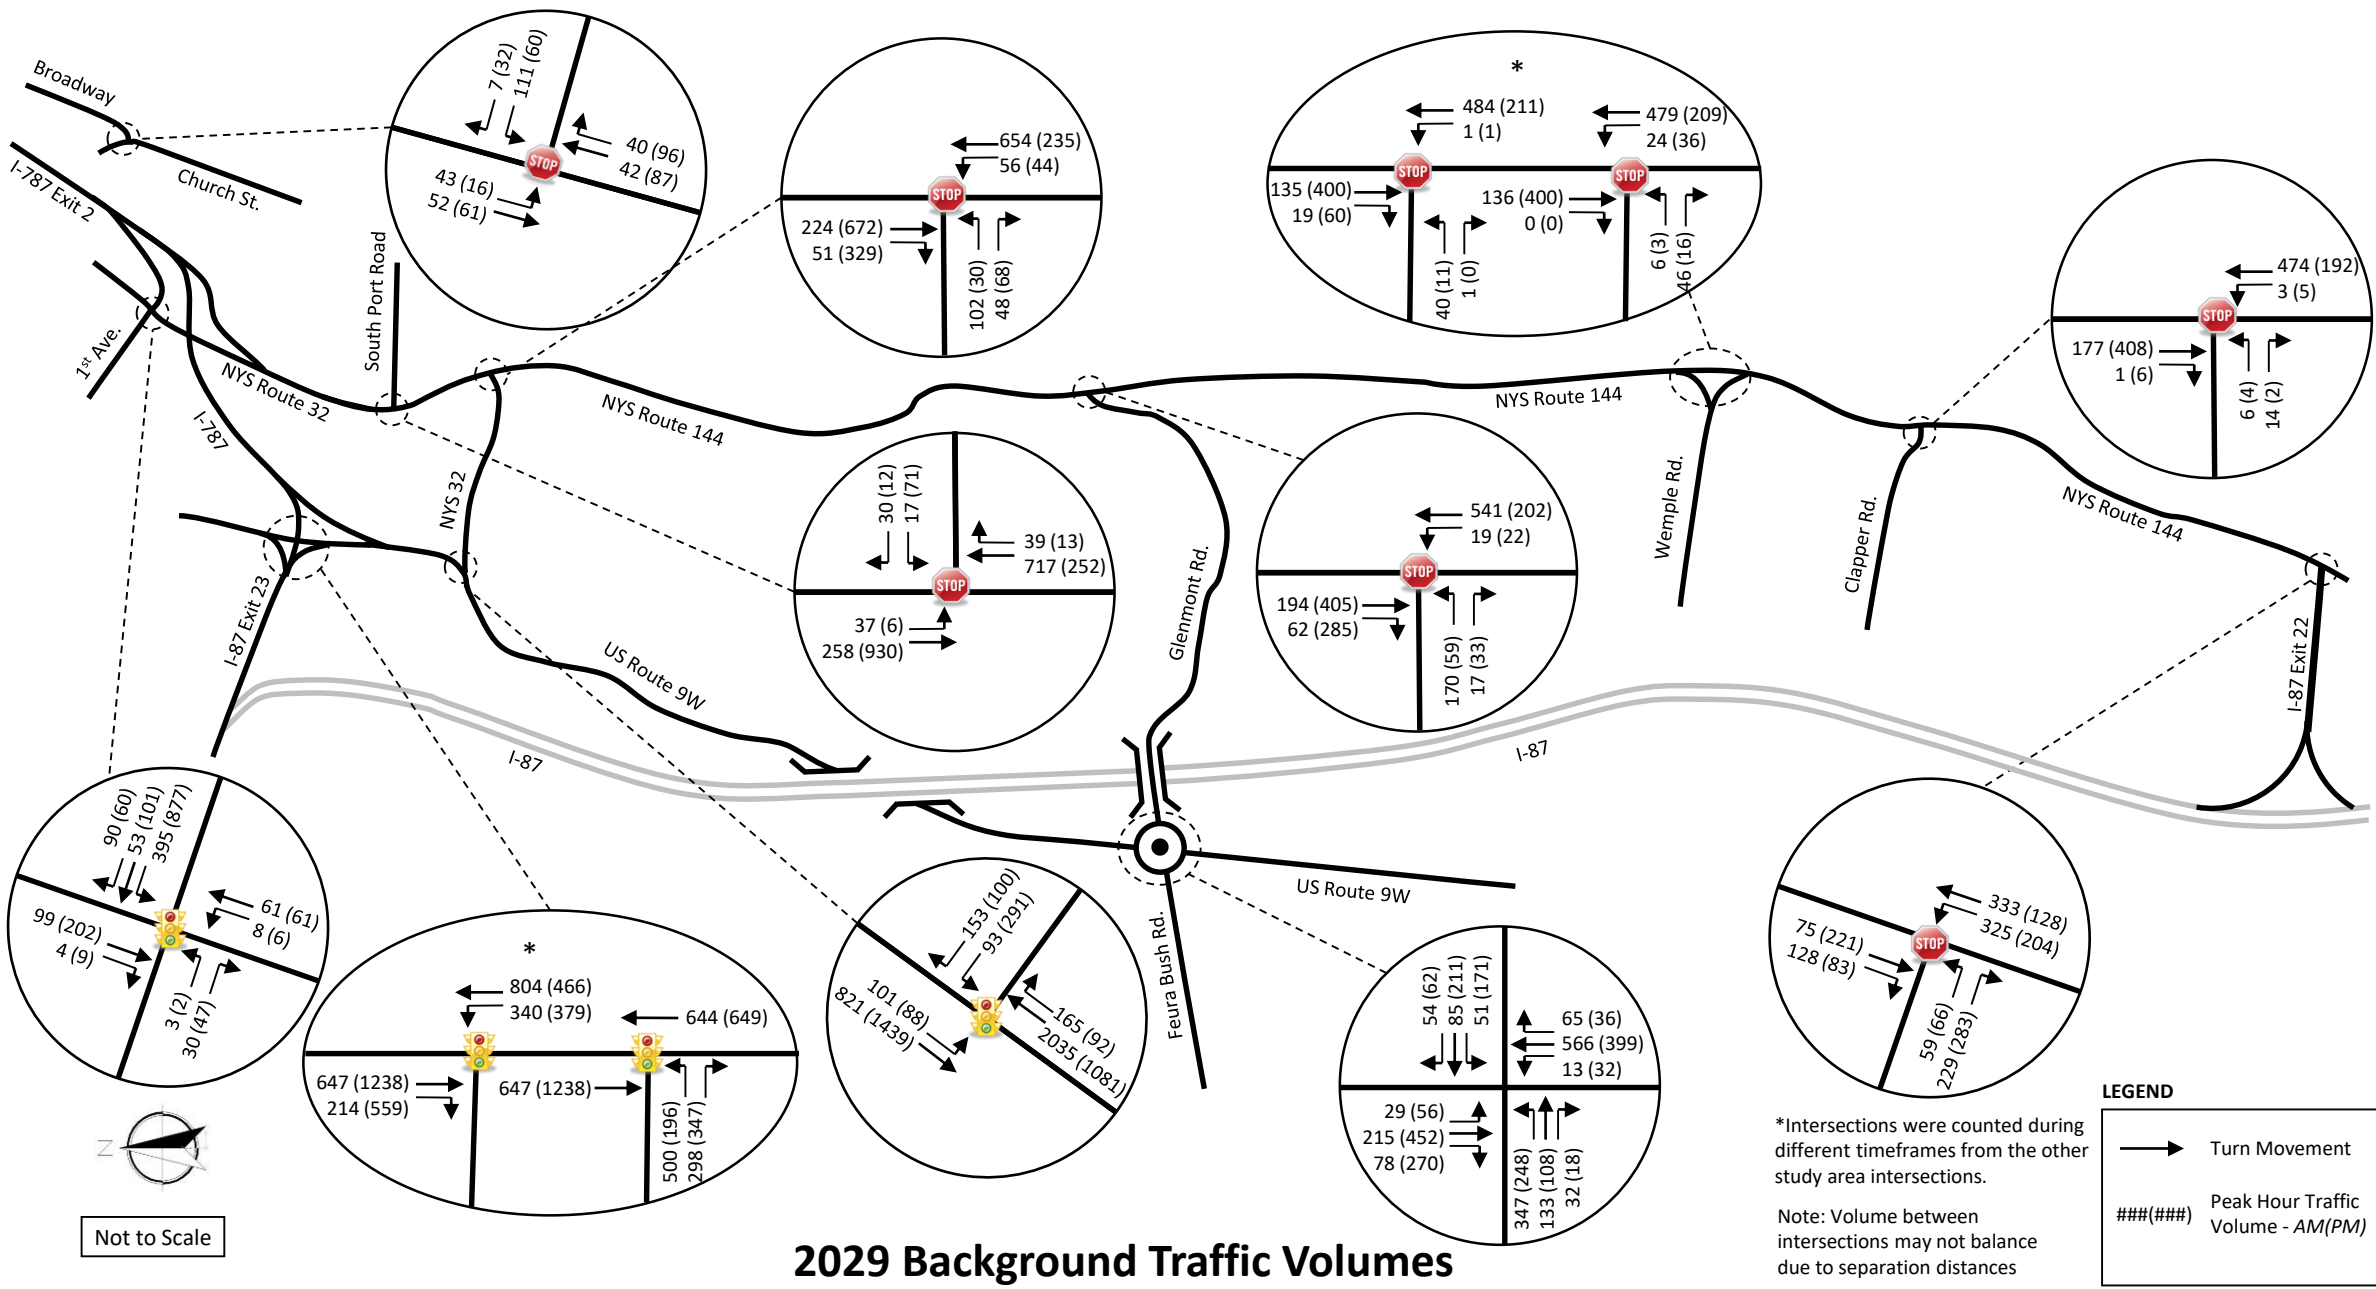 Broadway
Church St.
I-787 Exit 2
1st Ave.
NYS Route 32
I-787
South Port Road
NYS 32
NYS Route 144
I-87 Exit 23
US Route 9W
I-87
Glenmont Rd.
NYS Route 144
Wemple Rd.
Clapper Rd.
NYS Route 144
I-87 Exit 22
I-87
US Route 9W
Feura Bush Rd.
7 (32)
111 (60)
40 (96)
42 (87)
43 (16)
52 (61)
STOP
654 (235)
56 (44)
STOP
224 (672)
51 (329)
102 (30)
48 (68)
*
484 (211)
1 (1)
479 (209)
24 (36)
STOP
STOP
135 (400)
19 (60)
136 (400)
0 (0)
40 (11)
1 (0)
6 (3)
46 (16)
474 (192)
3 (5)
STOP
177 (408)
1 (6)
6 (4)
14 (2)
30 (12)
17 (71)
39 (13)
717 (252)
STOP
37 (6)
258 (930)
541 (202)
19 (22)
STOP
194 (405)
62 (285)
170 (59)
17 (33)
90 (60)
53 (101)
395 (877)
61 (61)
8 (6)
99 (202)
4 (9)
3 (2)
30 (47)
*
804 (466)
340 (379)
644 (649)
647 (1238)
214 (559)
647 (1238)
500 (196)
298 (347)
153 (100)
93 (291)
101 (88)
821 (1439)
165 (92)
2035 (1081)
54 (62)
85 (211)
51 (171)
65 (36)
566 (399)
13 (32)
29 (56)
215 (452)
78 (270)
347 (248)
133 (108)
32 (18)
333 (128)
325 (204)
STOP
75 (221)
128 (83)
59 (66)
229 (283)
Z
Not to Scale
*Intersections were counted during
different timeframes from the other
study area intersections.
Note: Volume between
intersections may not balance
due to separation distances
LEGEND
Turn Movement
###(###) Peak Hour Traffic
Volume - AM(PM)
2029 Background Traffic Volumes